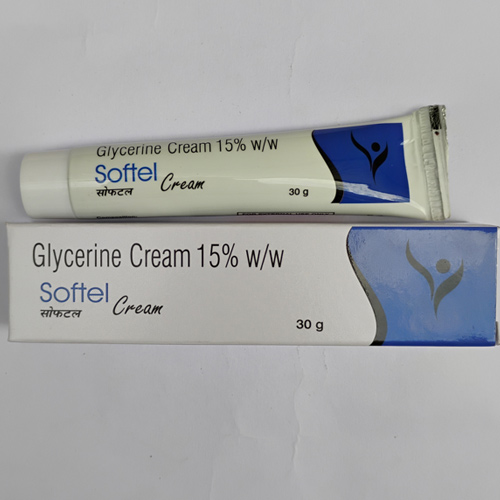 Glycerine Cream 15% w/w
Softel
सोफटल
Cream
30 g
Glycerine Cream 15% w/w
Softel
सोफटल
Cream
30 g